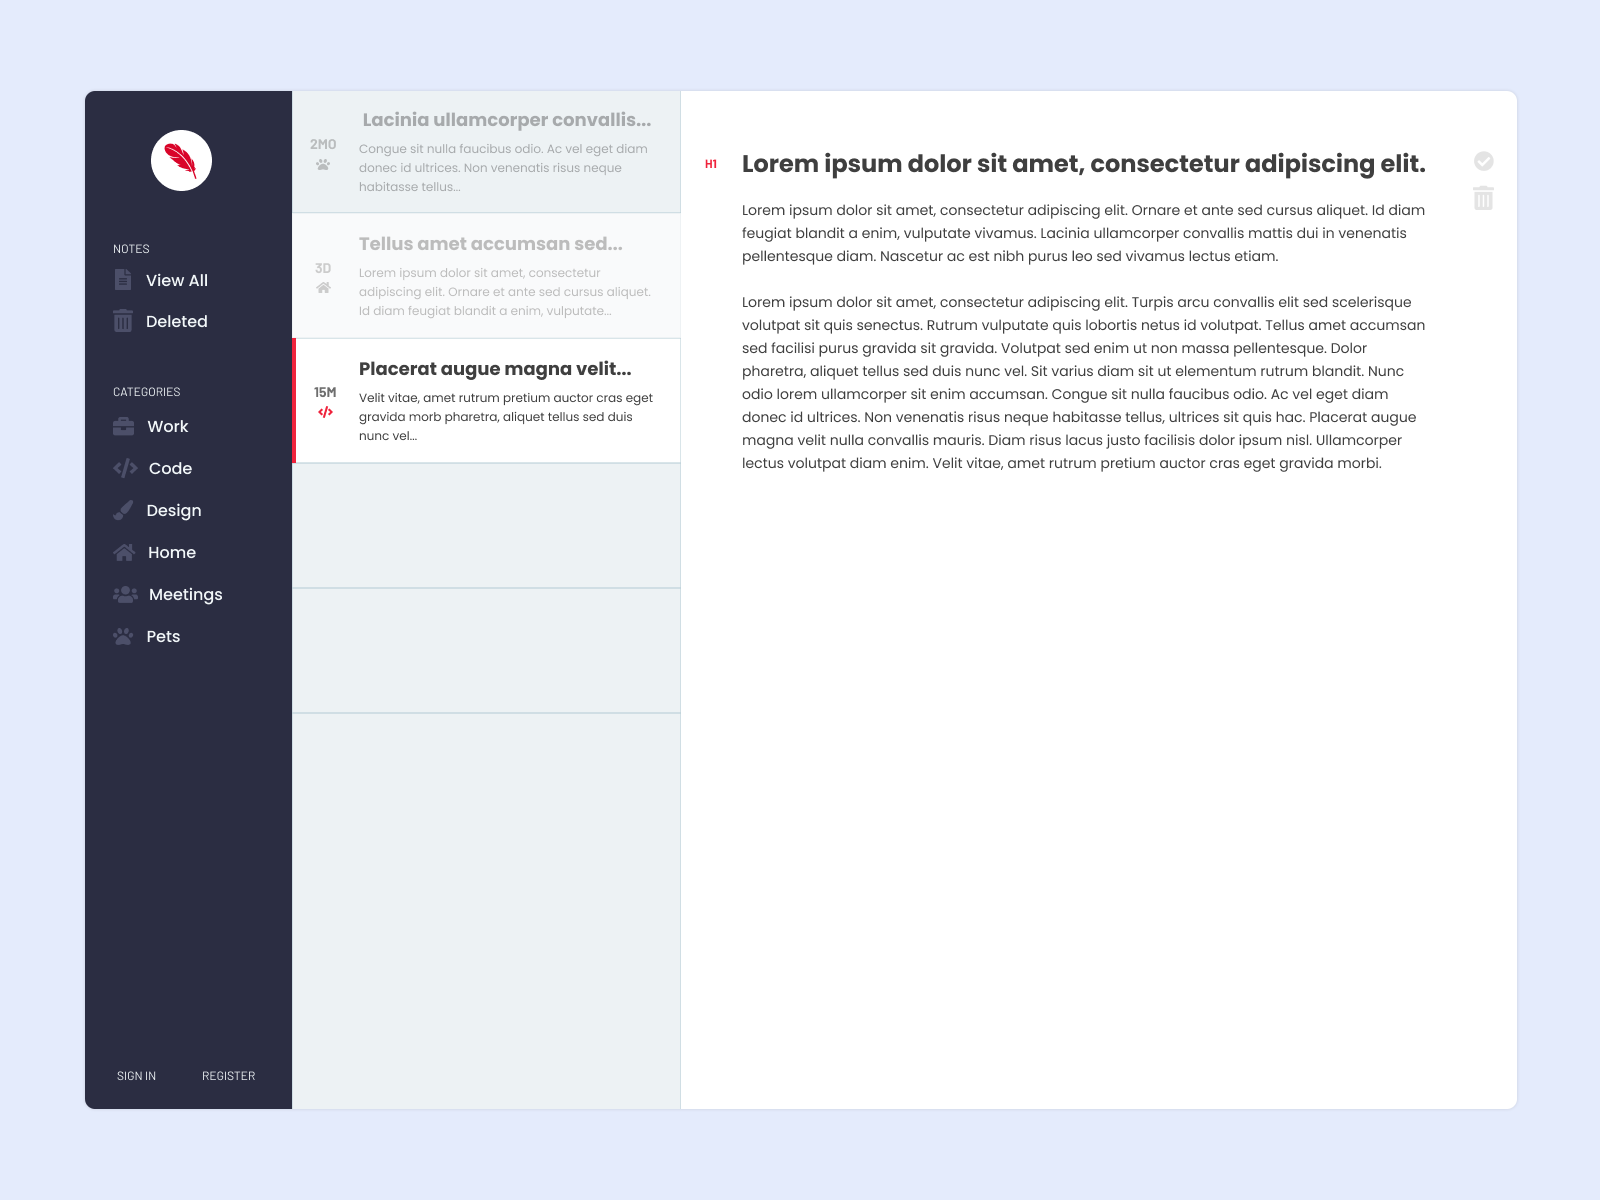 NOTES
View All
Deleted
CATEGORIES
Work
Code
Design
Home
Meetings
Pets
SIGN IN
REGISTER
Lacinia ullamcorper convallis...
2MO
Congue sit nulla faucibus odio. Ac vel eget diam
donec id ultrices. Non venenatis risus neque
habitasse tellus...
Tellus amet accumsan sed...
3D
Lorem ipsum dolor sit amet, consectetur
adipiscing elit. Ornare et ante sed cursus aliquet.
Id diam feugiat blandit a enim, vulputate...
Placerat augue magna velit...
15M
Velit vitae, amet rutrum pretium auctor cras eget
gravida morb pharetra, aliquet tellus sed duis
nunc vel...
H1
Lorem ipsum dolor sit amet, consectetur adipiscing elit.
Lorem ipsum dolor sit amet, consectetur adipiscing elit. Ornare et ante sed cursus aliquet. Id diam
feugiat blandit a enim, vulputate vivamus. Lacinia ullamcorper convallis mattis dui in venenatis
pellentesque diam. Nascetur ac est nibh purus leo sed vivamus lectus etiam.
Lorem ipsum dolor sit amet, consectetur adipiscing elit. Turpis arcu convallis elit sed scelerisque
volutpat sit quis senectus. Rutrum vulputate quis lobortis netus id volutpat. Tellus amet accumsan
sed facilisi purus gravida sit gravida. Volutpat sed enim ut non massa pellentesque. Dolor
pharetra, aliquet tellus sed duis nunc vel. Sit varius diam sit ut elementum rutrum blandit. Nunc
odio lorem ullamcorper sit enim accumsan. Congue sit nulla faucibus odio. Ac vel eget diam
donec id ultrices. Non venenatis risus neque habitasse tellus, ultrices sit quis hac. Placerat augue
magna velit nulla convallis mauris. Diam risus lacus justo facilisis dolor ipsum nisl. Ullamcorper
lectus volutpat diam enim. Velit vitae, amet rutrum pretium auctor cras eget gravida morbi.